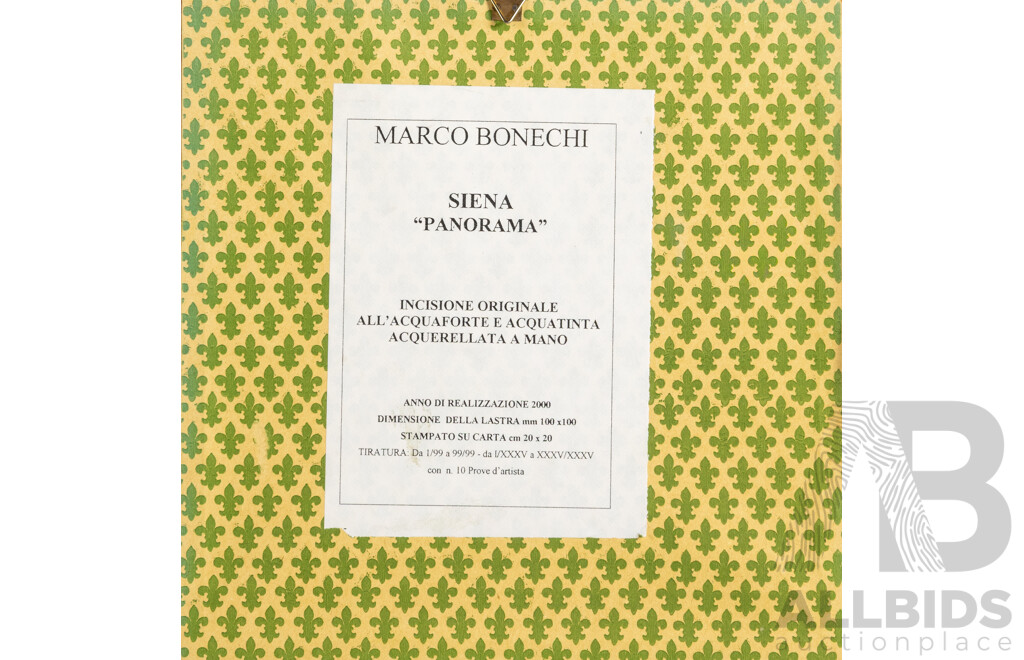 MARCO BONECHI
SIENA
“PANORAMA”
INCISIONE ORIGINALE
ALL’ACQUAFORTE E ACQUATINTA
ACQUERELLATA A MANO
ANNO DI REALIZZAZIONE 2000
DIMENSIONE DELLA LASTRA mm 100 x100
STAMPATO SU CARTA cm 20 x 20
TIRATURA: Da 1/99 a 99/99 - da I/XXXV a XXXV/XXXV
con n. 10 Prove d’artista
AB
ALLBIDS
auctionplace